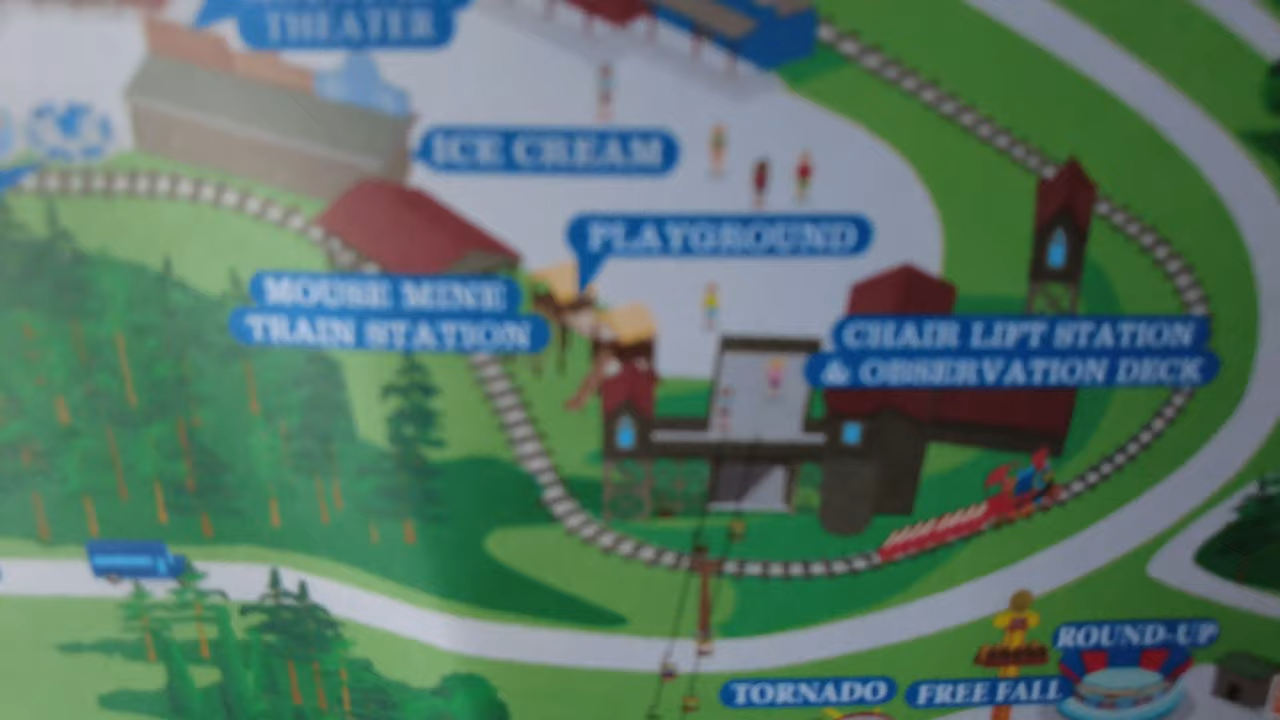 THEATER
ICE CREAM
PLAYGROUND
MOUSE MINE
TRAIN STATION
CHAIR LIFT STATION
& OBSERVATION DECK
ROUND-UP
TORNADO
FREE FALL